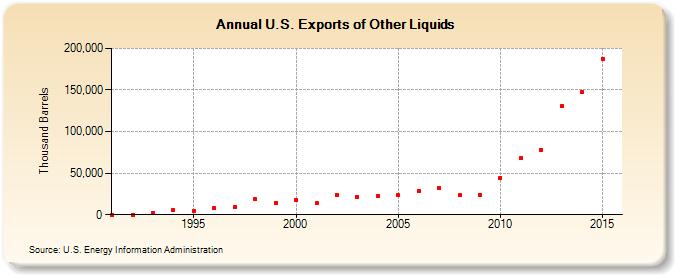 Annual U.S. Exports of Other Liquids
Thousand Barrels
200,000
150,000
100,000
50,000
0
1995 2000 2005 2010 2015
Source: U.S. Energy Information Administration